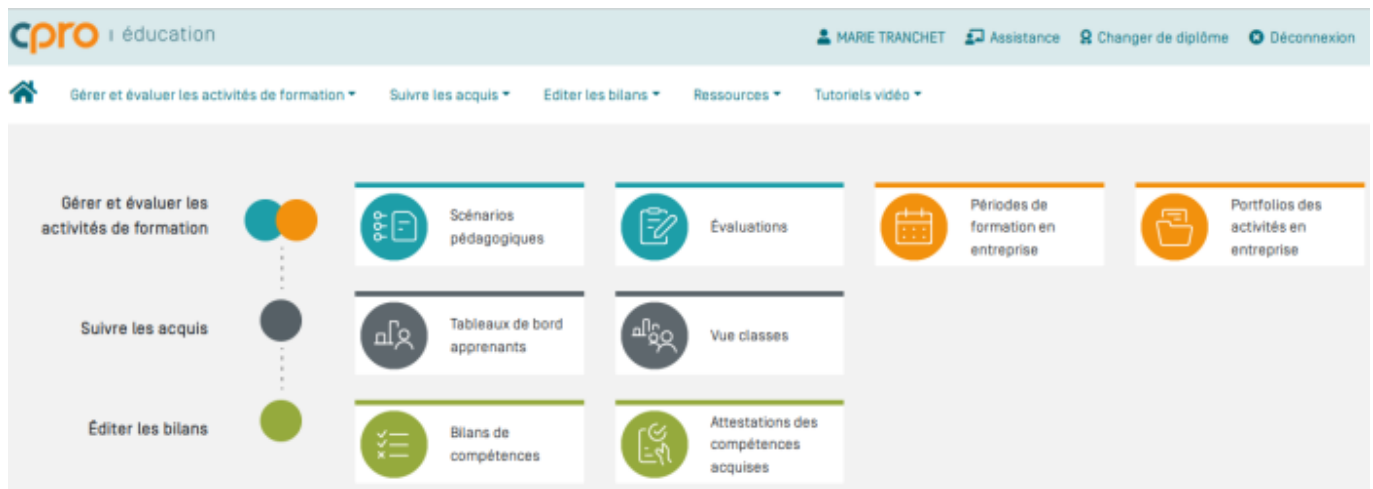 cpro | éducation
MARIE TRANCHET Assistance Changer de diplôme Déconnexion
Gérer et évaluer les activités de formation Suivre les acquis Editer les bilans Ressources Tutoriels vidéo
Gérer et évaluer les
activités de formation
Scénarios
pédagogiques
Évaluations
Périodes de
formation en
entreprise
Portfolios des
activités en
entreprise
Suivre les acquis
Tableaux de bord
apprenants
Vue classes
Éditer les bilans
Bilans de
compétences
Attestations des
compétences
acquises